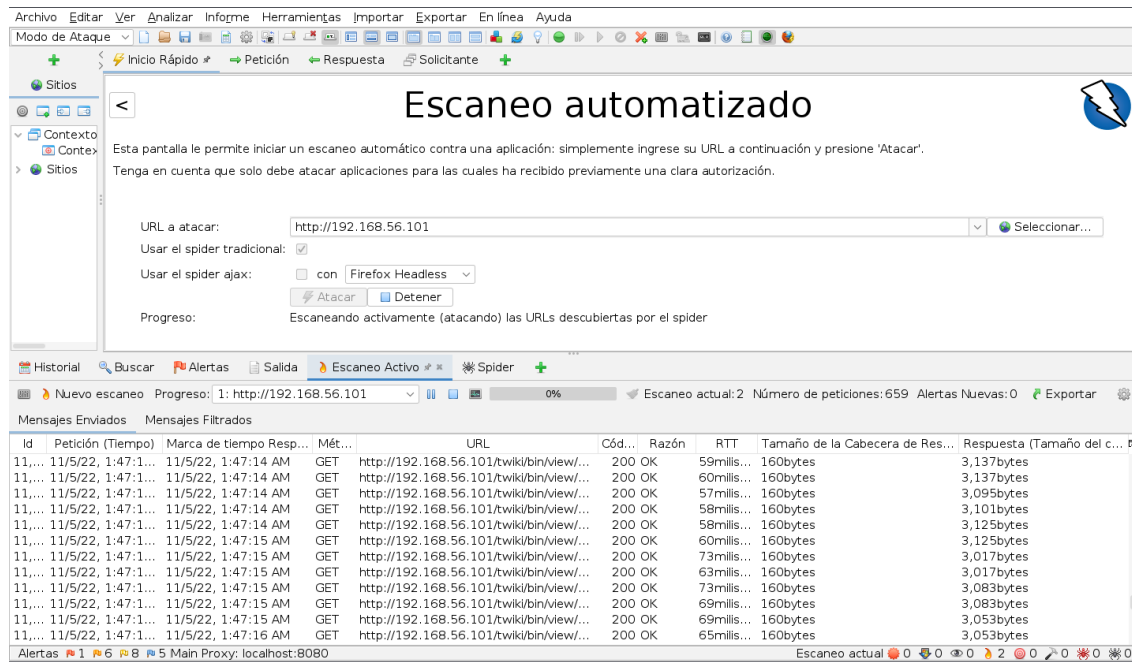 Archivo Editar Ver Analizar Informe Herramientas Importar Exportar En línea Ayuda
Modo de Ataque
Inicio Rápido Petición Respuesta Solicitante
Sitios
<
Escaneo automatizado
Contexto
Contex
Sitios
Esta pantalla le permite iniciar un escaneo automático contra una aplicación: simplemente ingrese su URL a continuación y presione 'Atacar'.
Tenga en cuenta que solo debe atacar aplicaciones para las cuales ha recibido previamente una clara autorización.
URL a atacar: http://192.168.56.101 Seleccionar...
Usar el spider tradicional:
Usar el spider ajax: con Firefox Headless
Atacar Detener
Progreso: Escaneando activamente (atacando) las URLs descubiertas por el spider
Historial Buscar Alertas Salida Escaneo Activo Spider
Nuevo escaneo Progreso: 1: http://192.168.56.101 0% Escaneo actual:2 Número de peticiones:659 Alertas Nuevas:0 Exportar
Mensajes Enviados Mensajes Filtrados
Id Petición (Tiempo) Marca de tiempo Resp... Mét... URL Cód... Razón RTT Tamaño de la Cabecera de Res... Respuesta (Tamaño del c...
11,... 11/5/22, 1:47:1... 11/5/22, 1:47:14 AM GET http://192.168.56.101/twiki/bin/view/... 200 OK 59milis... 160bytes 3,137bytes
11,... 11/5/22, 1:47:1... 11/5/22, 1:47:14 AM GET http://192.168.56.101/twiki/bin/view/... 200 OK 60milis... 160bytes 3,137bytes
11,... 11/5/22, 1:47:1... 11/5/22, 1:47:14 AM GET http://192.168.56.101/twiki/bin/view/... 200 OK 57milis... 160bytes 3,095bytes
11,... 11/5/22, 1:47:1... 11/5/22, 1:47:14 AM GET http://192.168.56.101/twiki/bin/view/... 200 OK 58milis... 160bytes 3,101bytes
11,... 11/5/22, 1:47:1... 11/5/22, 1:47:14 AM GET http://192.168.56.101/twiki/bin/view/... 200 OK 58milis... 160bytes 3,125bytes
11,... 11/5/22, 1:47:1... 11/5/22, 1:47:15 AM GET http://192.168.56.101/twiki/bin/view/... 200 OK 60milis... 160bytes 3,125bytes
11,... 11/5/22, 1:47:1... 11/5/22, 1:47:15 AM GET http://192.168.56.101/twiki/bin/view/... 200 OK 73milis... 160bytes 3,017bytes
11,... 11/5/22, 1:47:1... 11/5/22, 1:47:15 AM GET http://192.168.56.101/twiki/bin/view/... 200 OK 63milis... 160bytes 3,017bytes
11,... 11/5/22, 1:47:1... 11/5/22, 1:47:15 AM GET http://192.168.56.101/twiki/bin/view/... 200 OK 73milis... 160bytes 3,083bytes
11,... 11/5/22, 1:47:1... 11/5/22, 1:47:15 AM GET http://192.168.56.101/twiki/bin/view/... 200 OK 69milis... 160bytes 3,083bytes
11,... 11/5/22, 1:47:1... 11/5/22, 1:47:15 AM GET http://192.168.56.101/twiki/bin/view/... 200 OK 69milis... 160bytes 3,053bytes
11,... 11/5/22, 1:47:1... 11/5/22, 1:47:16 AM GET http://192.168.56.101/twiki/bin/view/... 200 OK 65milis... 160bytes 3,053bytes
Alertas 1 6 8 5 Main Proxy: localhost:8080 Escaneo actual 0 0 0 2 0 0 0 0